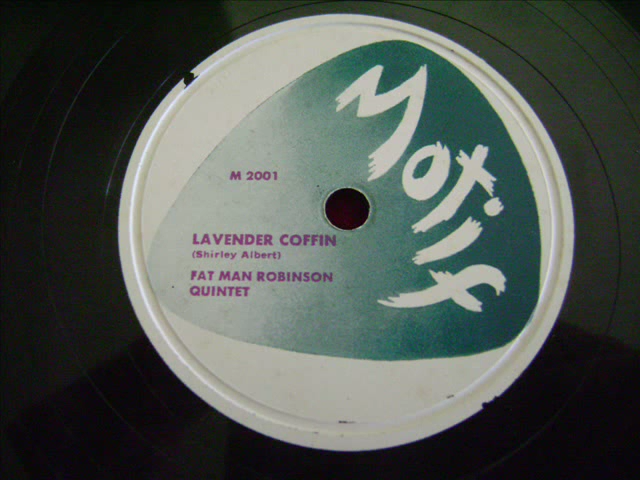 Motif
M 2001
LAVENDER COFFIN
(Shirley Albert)
FAT MAN ROBINSON
QUINTET